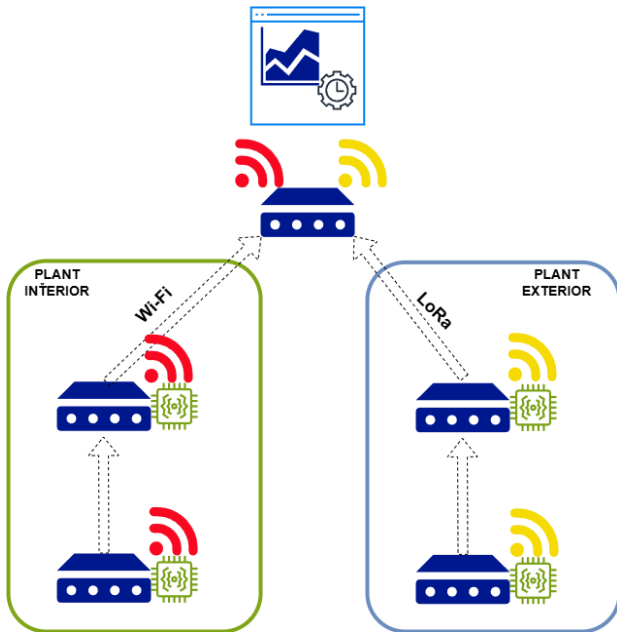 PLANT
INTERIOR
Wi-Fi
LoRa
PLANT
EXTERIOR